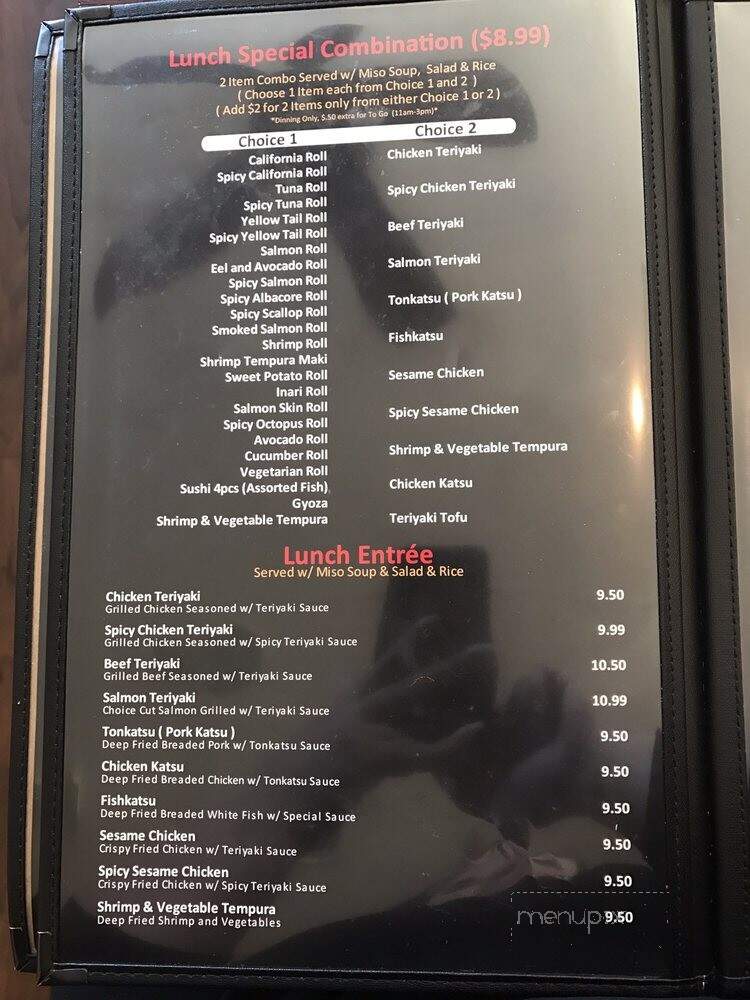 Lunch Special Combination ($8.99)
2 Item Combo Served w/ Miso Soup, Salad & Rice
( Choose 1 Item each from Choice 1 and 2 )
( Add $2 for 2 Items only from either Choice 1 or 2 )
*Dinning Only, $.50 extra for To Go (11am-3pm)*
Choice 1
California Roll
Spicy California Roll
Tuna Roll
Spicy Tuna Roll
Yellow Tail Roll
Spicy Yellow Tail Roll
Salmon Roll
Eel and Avocado Roll
Spicy Salmon Roll
Spicy Albacore Roll
Spicy Scallop Roll
Smoked Salmon Roll
Shrimp Roll
Shrimp Tempura Maki
Sweet Potato Roll
Inari Roll
Salmon Skin Roll
Spicy Octopus Roll
Avocado Roll
Cucumber Roll
Vegetarian Roll
Sushi 4pcs (Assorted Fish)
Gyoza
Shrimp & Vegetable Tempura
Choice 2
Chicken Teriyaki
Spicy Chicken Teriyaki
Beef Teriyaki
Salmon Teriyaki
Tonkatsu ( Pork Katsu )
Fishkatsu
Sesame Chicken
Spicy Sesame Chicken
Shrimp & Vegetable Tempura
Chicken Katsu
Teriyaki Tofu
Lunch Entrée
Served w/ Miso Soup & Salad & Rice
Chicken Teriyaki 9.50
Grilled Chicken Seasoned w/ Teriyaki Sauce
Spicy Chicken Teriyaki 9.99
Grilled Chicken Seasoned w/ Spicy Teriyaki Sauce
Beef Teriyaki 10.50
Grilled Beef Seasoned w/ Teriyaki Sauce
Salmon Teriyaki 10.99
Choice Cut Salmon Grilled w/ Teriyaki Sauce
Tonkatsu ( Pork Katsu ) 9.50
Deep Fried Breaded Pork w/ Tonkatsu Sauce
Chicken Katsu 9.50
Deep Fried Breaded Chicken w/ Tonkatsu Sauce
Fishkatsu 9.50
Deep Fried Breaded White Fish w/ Special Sauce
Sesame Chicken 9.50
Crispy Fried Chicken w/ Teriyaki Sauce
Spicy Sesame Chicken 9.50
Crispy Fried Chicken w/ Spicy Teriyaki Sauce
Shrimp & Vegetable Tempura 9.50
Deep Fried Shrimp and Vegetables